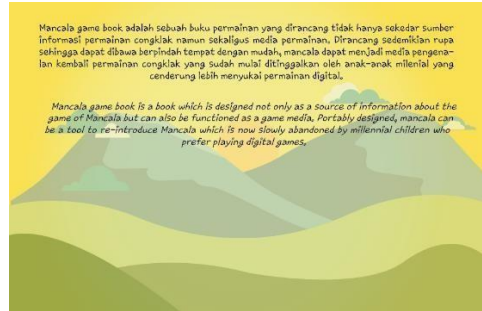 Mancala game book adalah sebuah buku permainan yang dirancang tidak hanya sekedar sumber
informasi permainan congklak namun sekaligus media permainan. Dirancang sedemikian rupa
sehingga dapat dibawa berpindah tempat dengan mudah, mancala dapat menjadi media pengena-
lan kembali permainan congklak yang sudah mulai ditinggalkan oleh anak-anak milenial yang
cenderung lebih menyukai permainan digital.
Mancala game book is a book which is designed not only as a source of information about the
game of Mancala but can also be functioned as a game media. Portably designed, mancala can
be a tool to re-introduce Mancala which is now slowly abandoned by millennial children who
prefer playing digital games.